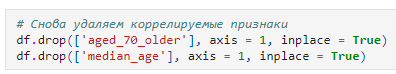 # Снова удаляем коррелируемые признаки
df.drop(['aged_70_older'], axis = 1, inplace = True)
df.drop(['median_age'], axis = 1, inplace = True)